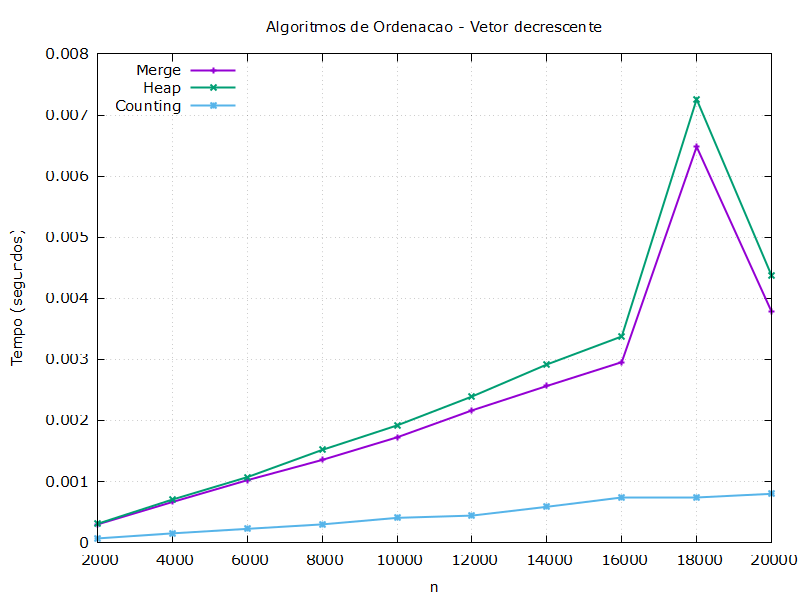 Algoritmos de Ordenacao - Vetor decrescente
0.008
0.007
0.006
0.005
0.004
0.003
0.002
0.001
0
Tempo (segundos)
Merge
Heap
Counting
2000 4000 6000 8000 10000 12000 14000 16000 18000 20000
n